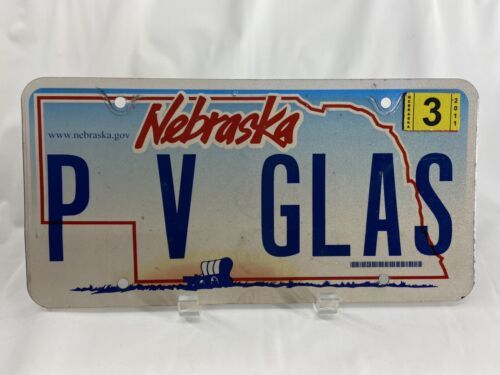 Nebraska
www.nebraska.gov
NEBRASKA 3 2011
P V GLAS